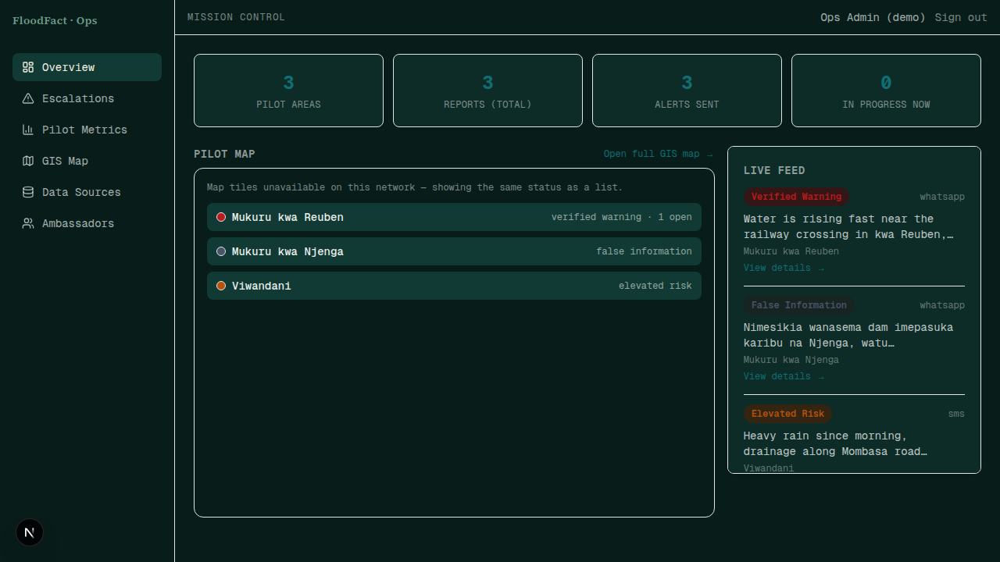 FloodFact · Ops
MISSION CONTROL
Ops Admin (demo) Sign out
Overview
Escalations
Pilot Metrics
GIS Map
Data Sources
Ambassadors
3
PILOT AREAS
3
REPORTS (TOTAL)
3
ALERTS SENT
0
IN PROGRESS NOW
PILOT MAP
Open full GIS map →
Map tiles unavailable on this network — showing the same status as a list.
Mukuru kwa Reuben verified warning · 1 open
Mukuru kwa Njenga false information
Viwandani elevated risk
LIVE FEED
Verified Warning whatsapp
Water is rising fast near the
railway crossing in kwa Reuben,…
Mukuru kwa Reuben
View details →
False Information whatsapp
Nimesikia wanasema dam imepasuka
karibu na Njenga, watu…
Mukuru kwa Njenga
View details →
Elevated Risk sms
Heavy rain since morning,
drainage along Mombasa road…
Viwandani
N